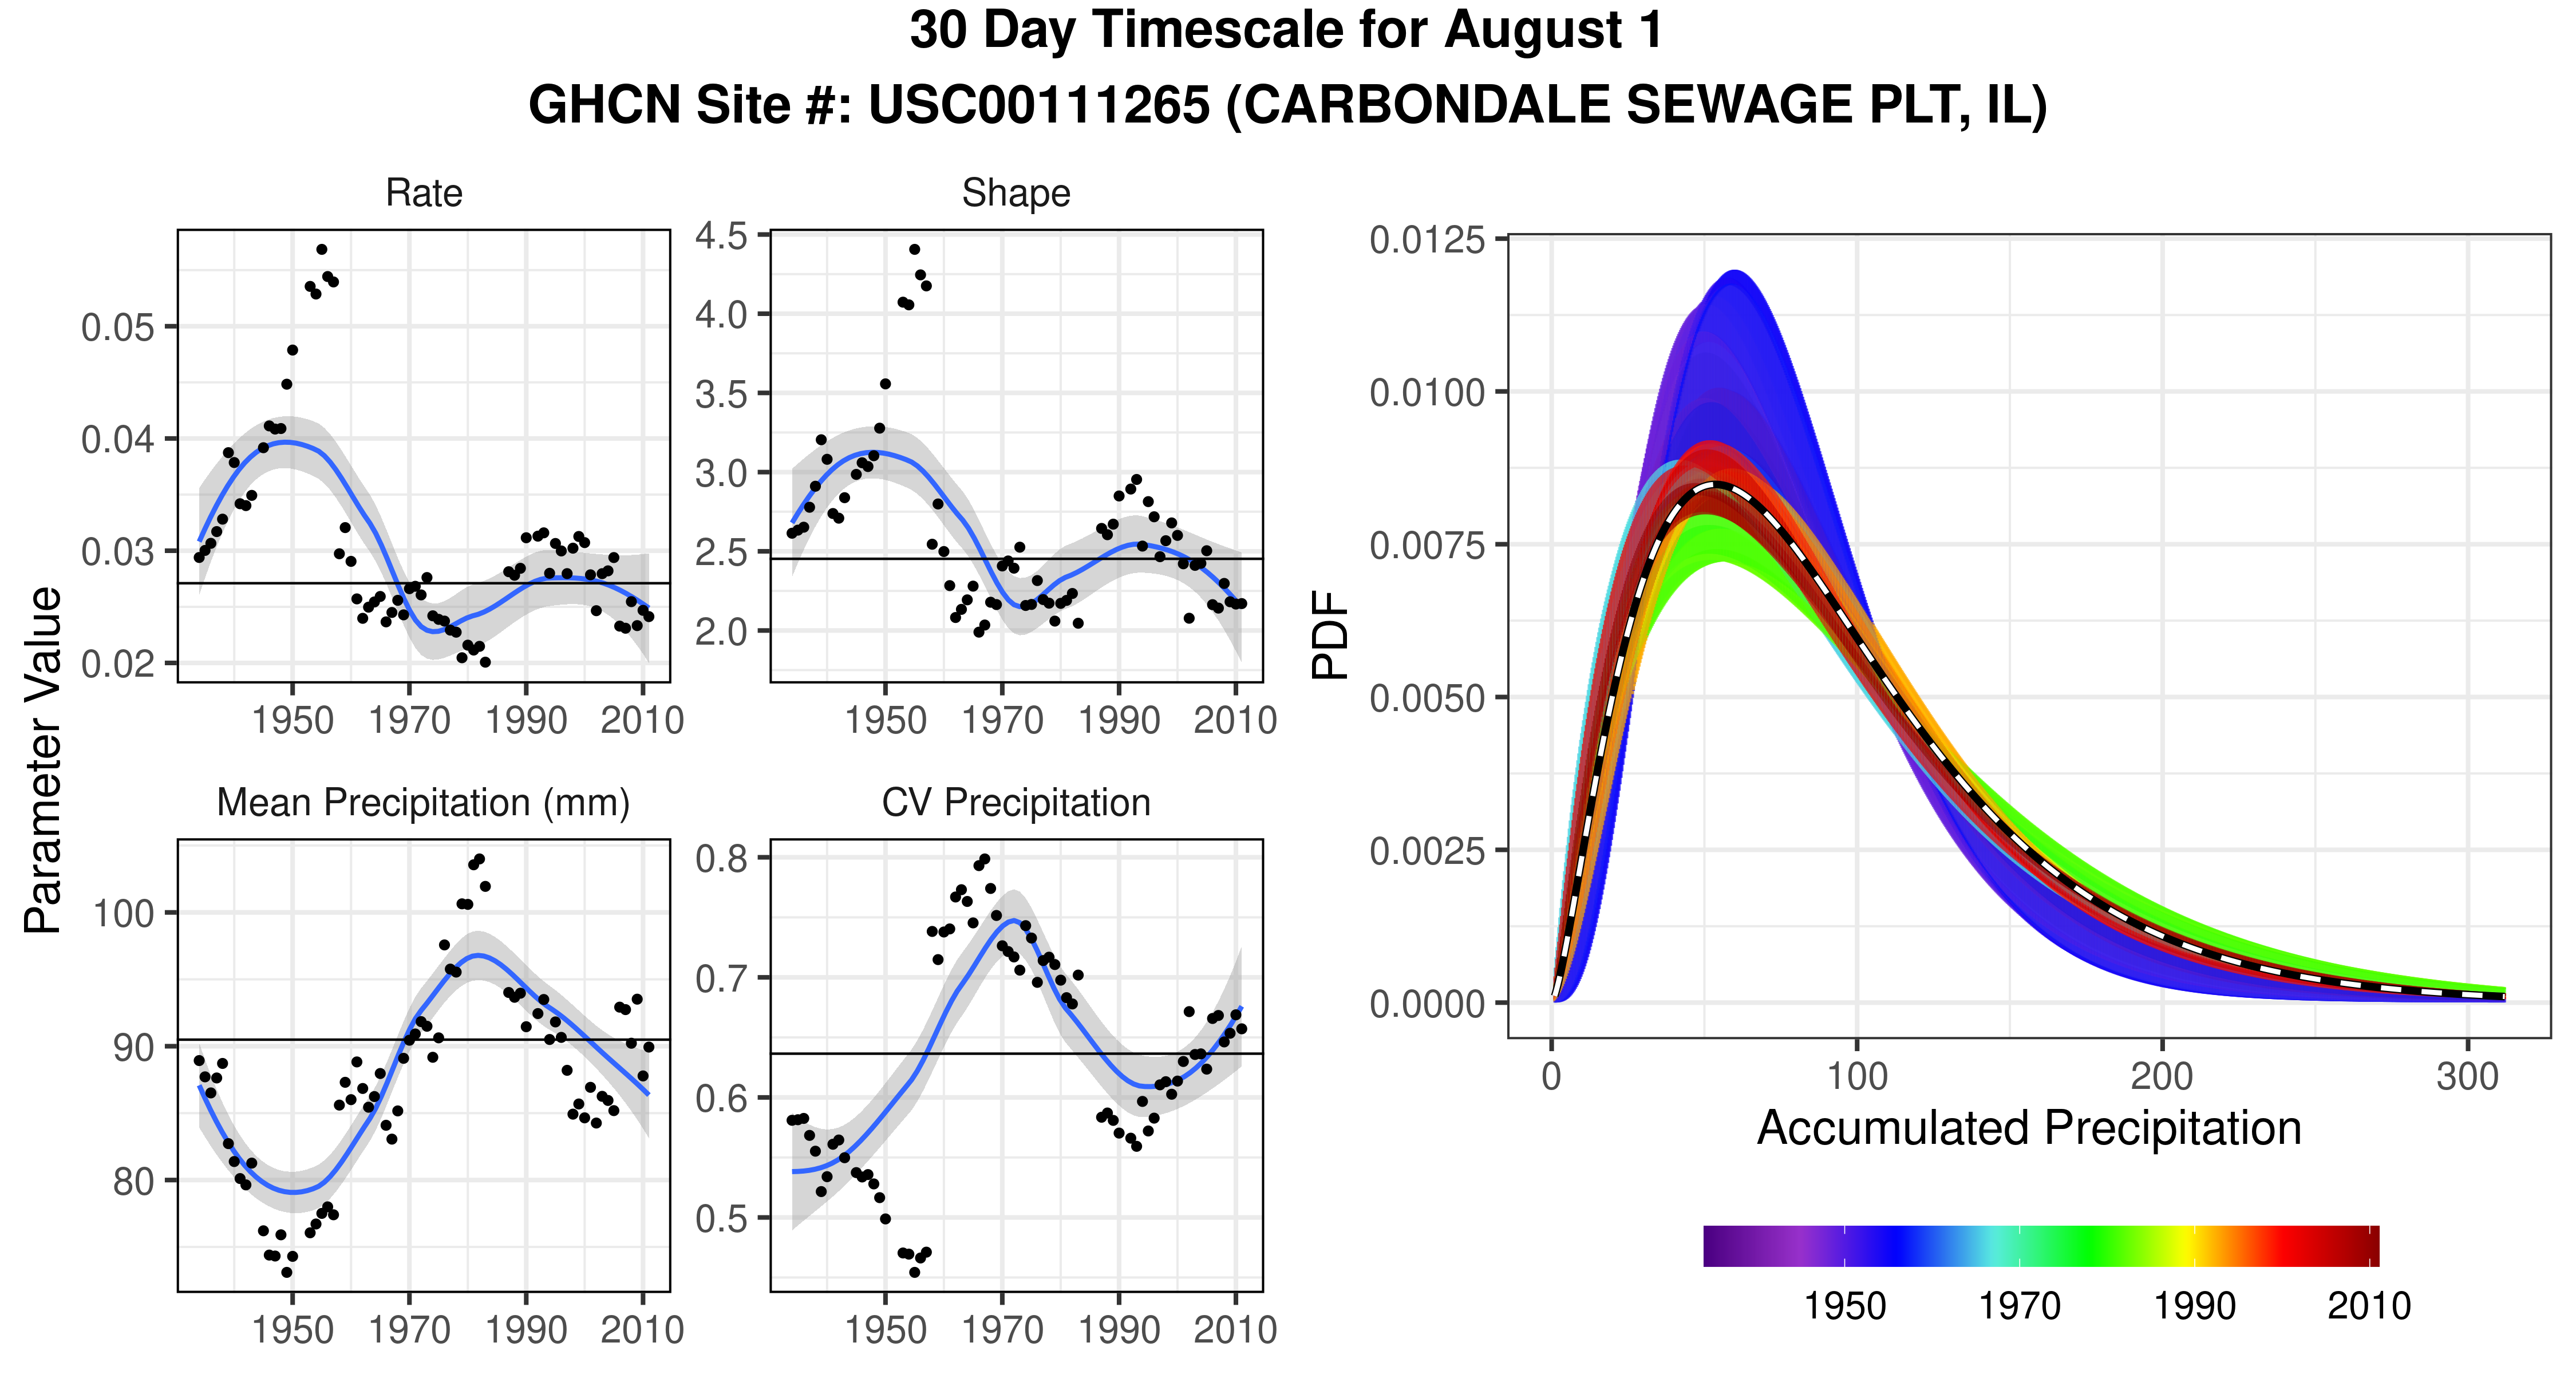 30 Day Timescale for August 1
GHCN Site #: USC00111265 (CARBONDALE SEWAGE PLT, IL)
Parameter Value
Rate
0.05
0.04
0.03
0.02
1950 1970 1990 2010
Shape
4.5
4.0
3.5
3.0
2.5
2.0
1950 1970 1990 2010
Mean Precipitation (mm)
100
90
80
1950 1970 1990 2010
CV Precipitation
0.8
0.7
0.6
0.5
1950 1970 1990 2010
PDF
0.0125
0.0100
0.0075
0.0050
0.0025
0.0000
0 100 200 300
Accumulated Precipitation
1950 1970 1990 2010